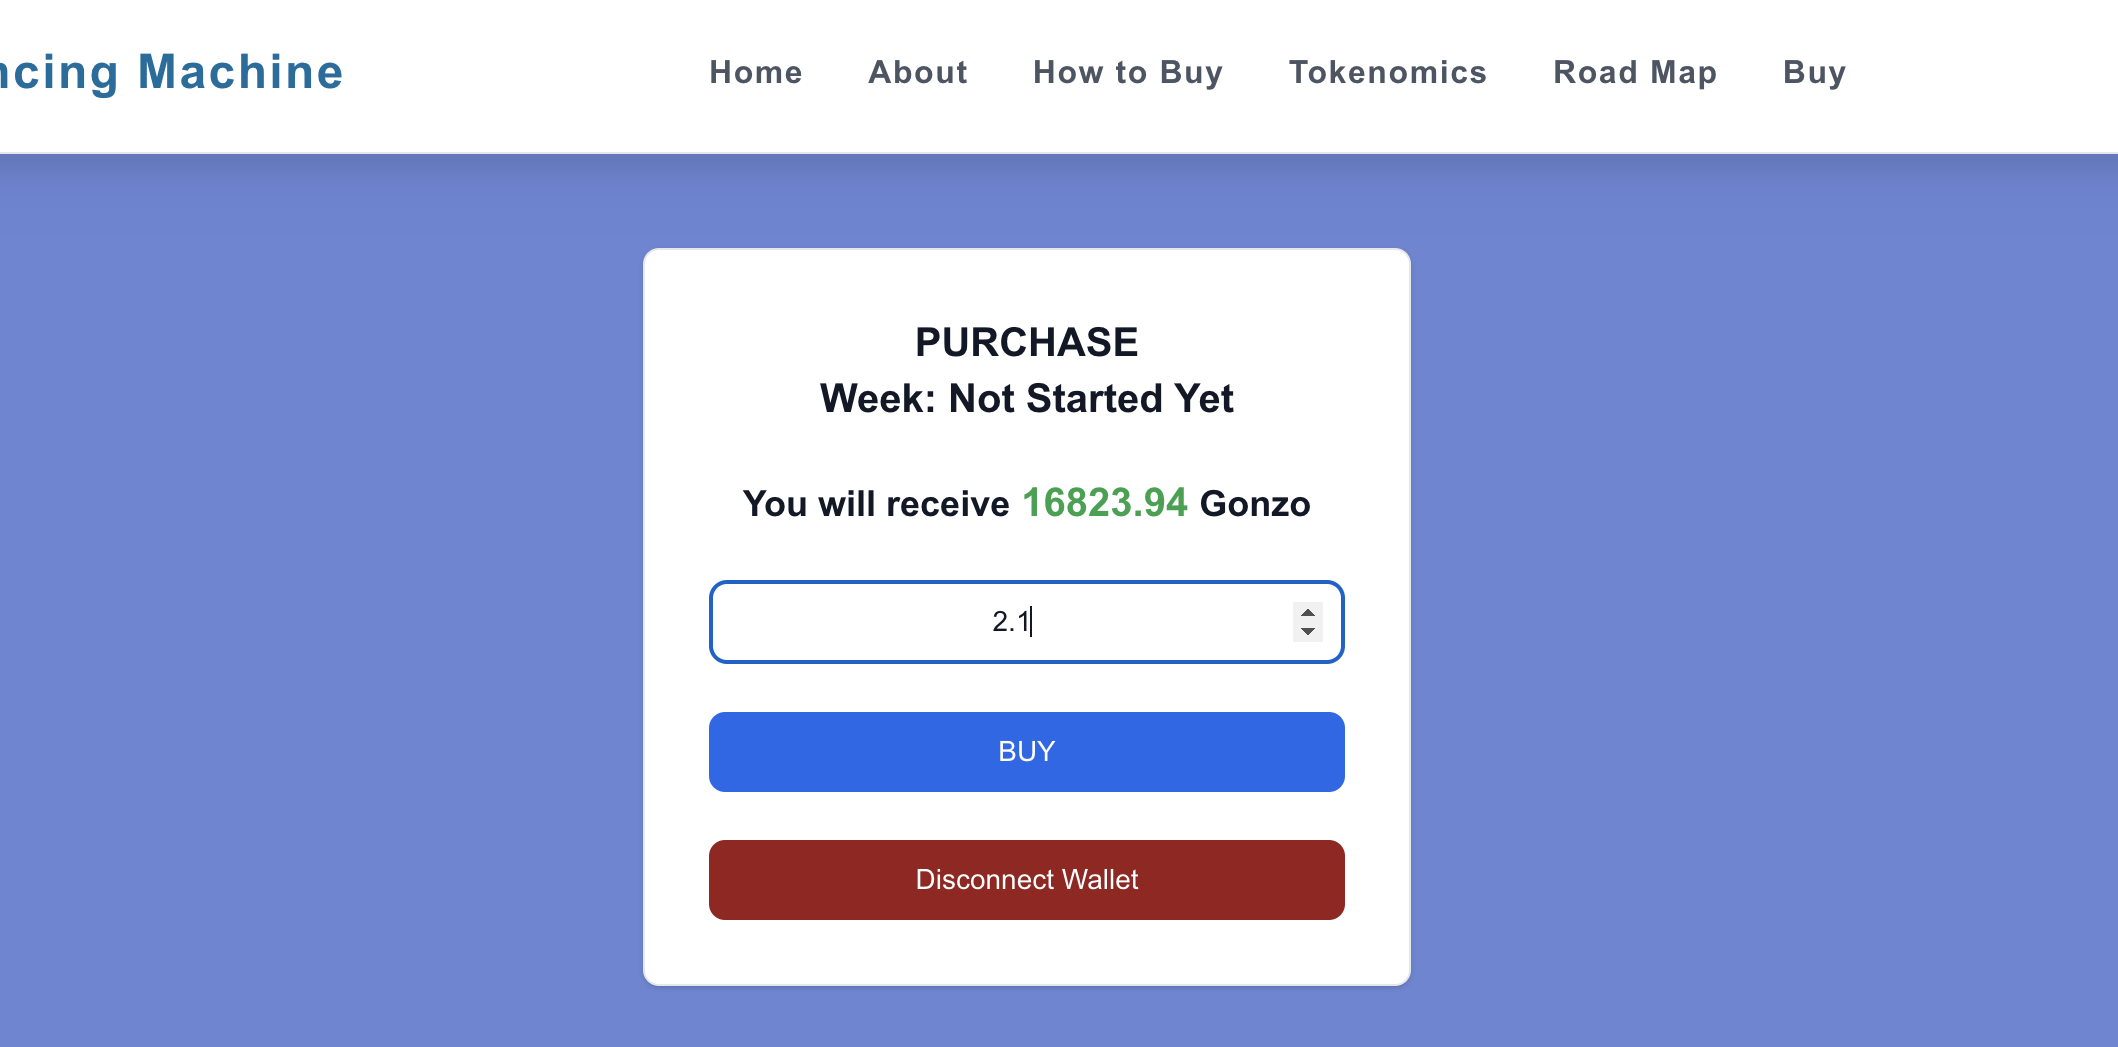 Machine
Home About How to Buy Tokenomics Road Map Buy
PURCHASE
Week: Not Started Yet
You will receive 16823.94 Gonzo
2.1
BUY
Disconnect Wallet